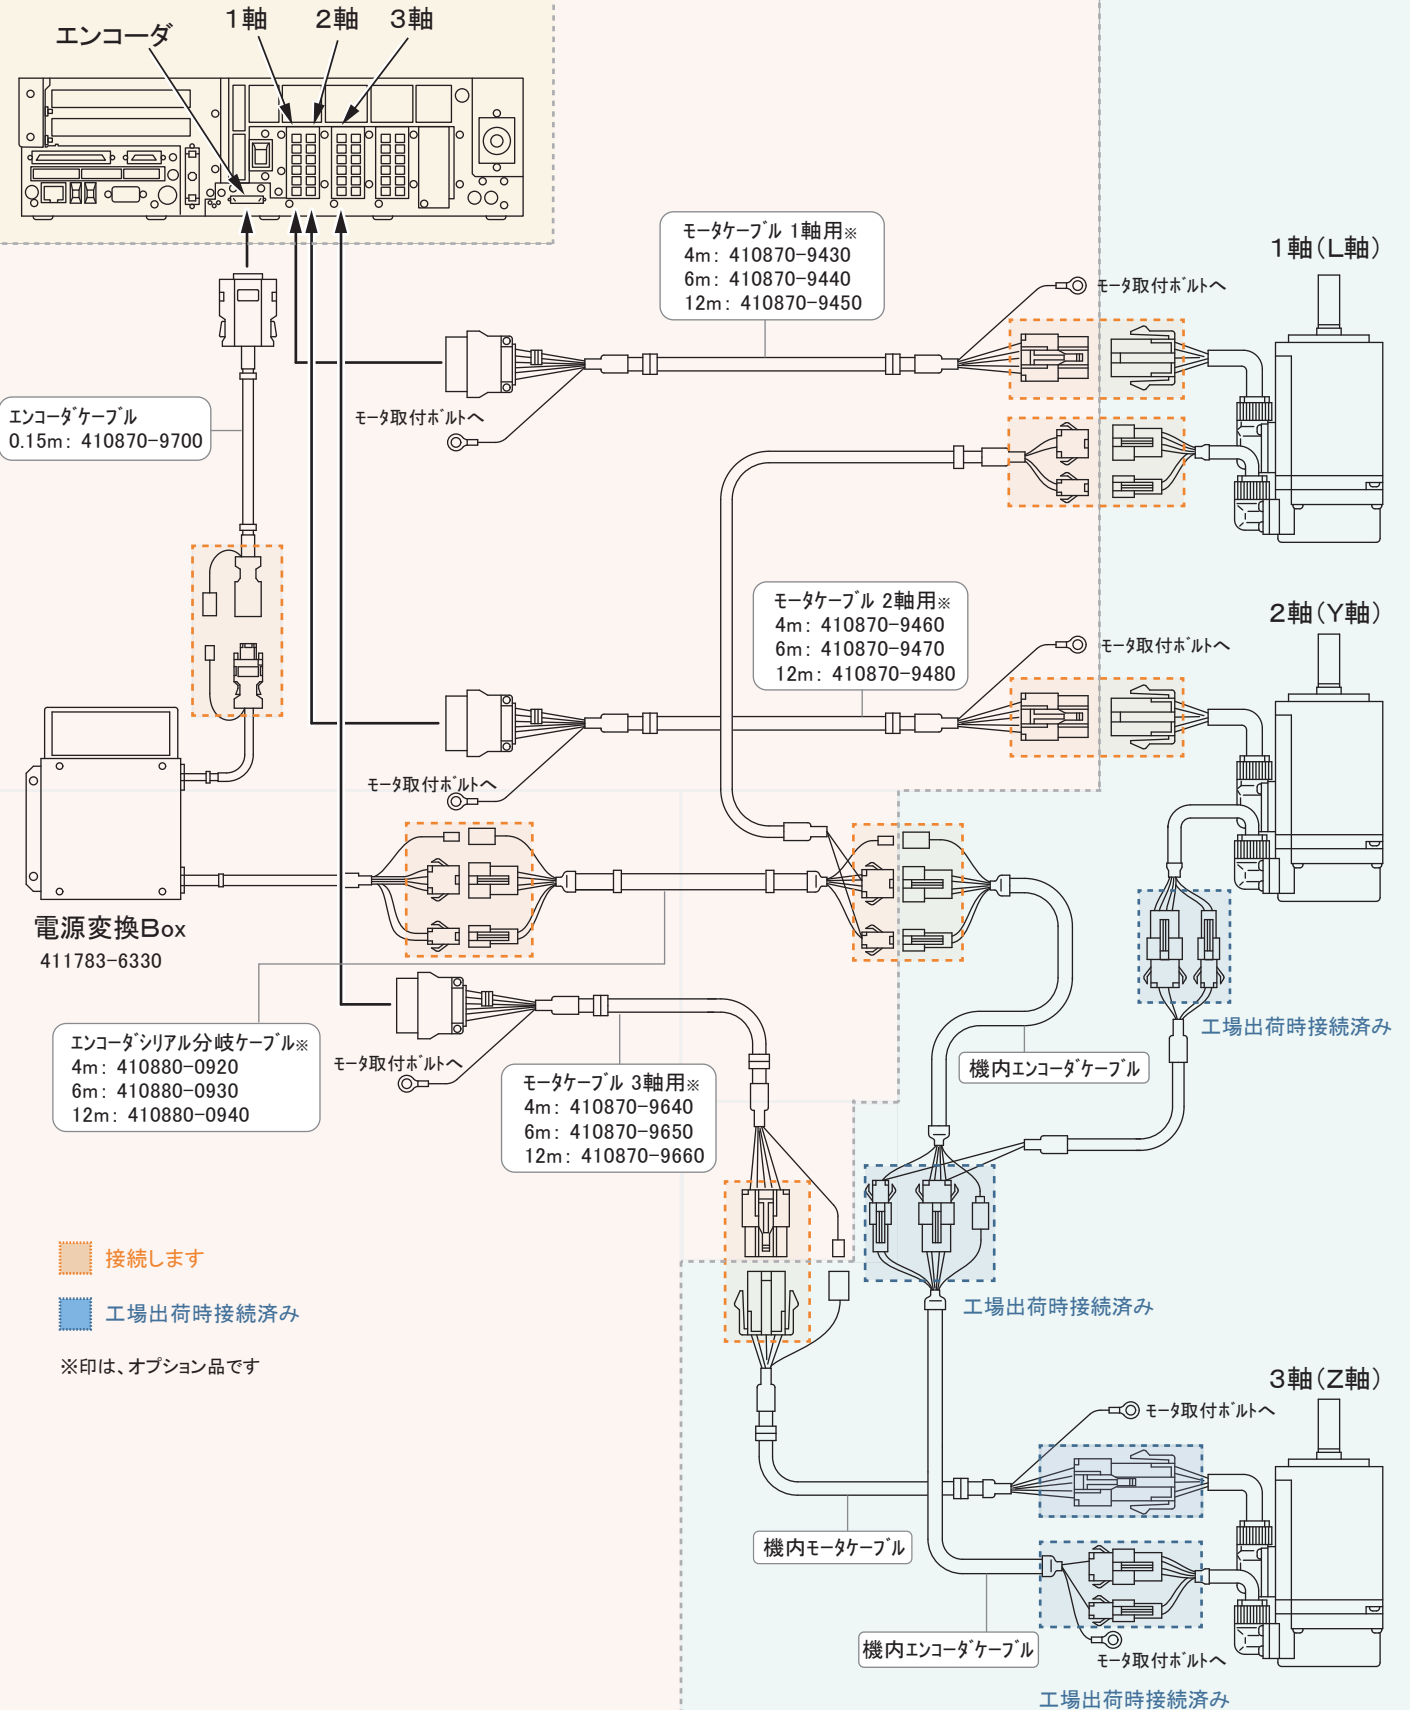 エンコーダ
1軸
2軸
3軸
モータケーブル 1軸用※
4m: 410870-9430
6m: 410870-9440
12m: 410870-9450
1軸(L軸)
モータ取付ボルトへ
モータ取付ボルトへ
エンコーダケーブル
0.15m: 410870-9700
モータケーブル 2軸用※
4m: 410870-9460
6m: 410870-9470
12m: 410870-9480
2軸(Y軸)
モータ取付ボルトへ
モータ取付ボルトへ
電源変換Box
411783-6330
工場出荷時接続済み
エンコーダシリアル分岐ケーブル※
4m: 410880-0920
6m: 410880-0930
12m: 410880-0940
モータ取付ボルトへ
機内エンコーダケーブル
モータケーブル 3軸用※
4m: 410870-9640
6m: 410870-9650
12m: 410870-9660
接続します
工場出荷時接続済み
工場出荷時接続済み
※印は、オプション品です
3軸(Z軸)
モータ取付ボルトへ
機内モータケーブル
機内エンコーダケーブル
モータ取付ボルトへ
工場出荷時接続済み